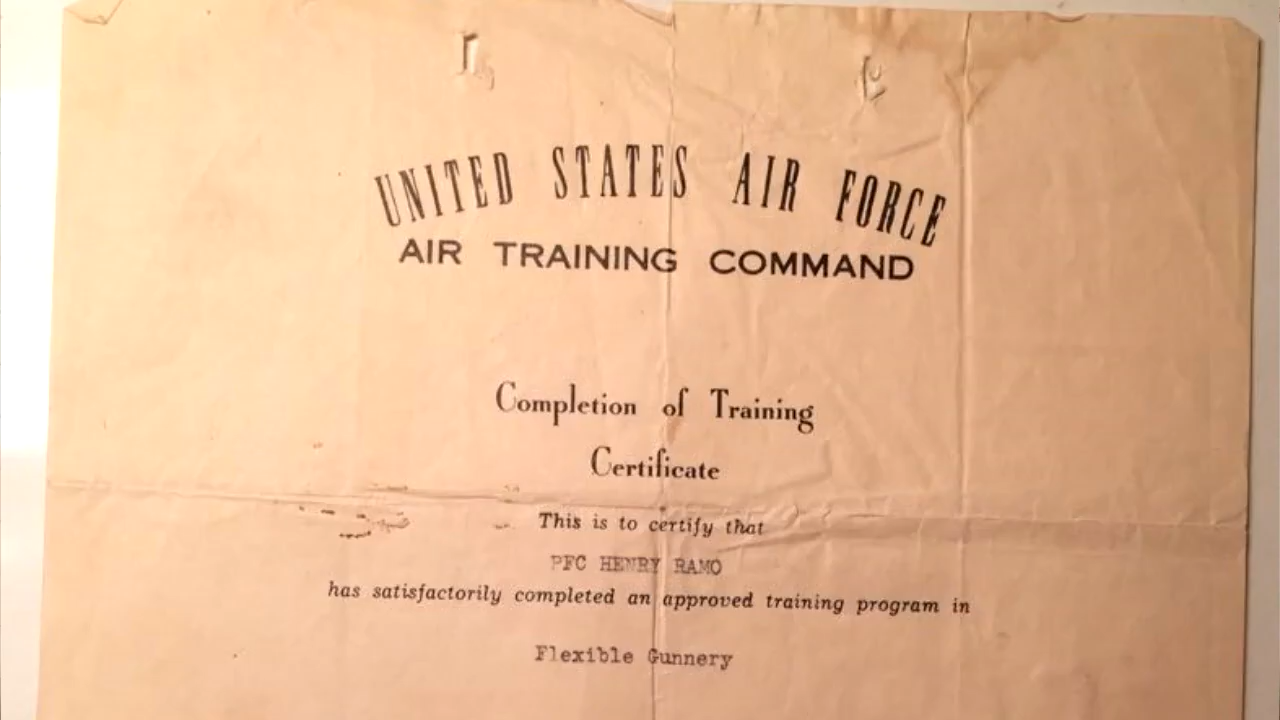 UNITED STATES AIR FORCE
AIR TRAINING COMMAND
Completion of Training
Certificate
This is to certify that
PFC HENRY RAMO
has satisfactorily completed an approved training program in
Flexible Gunnery